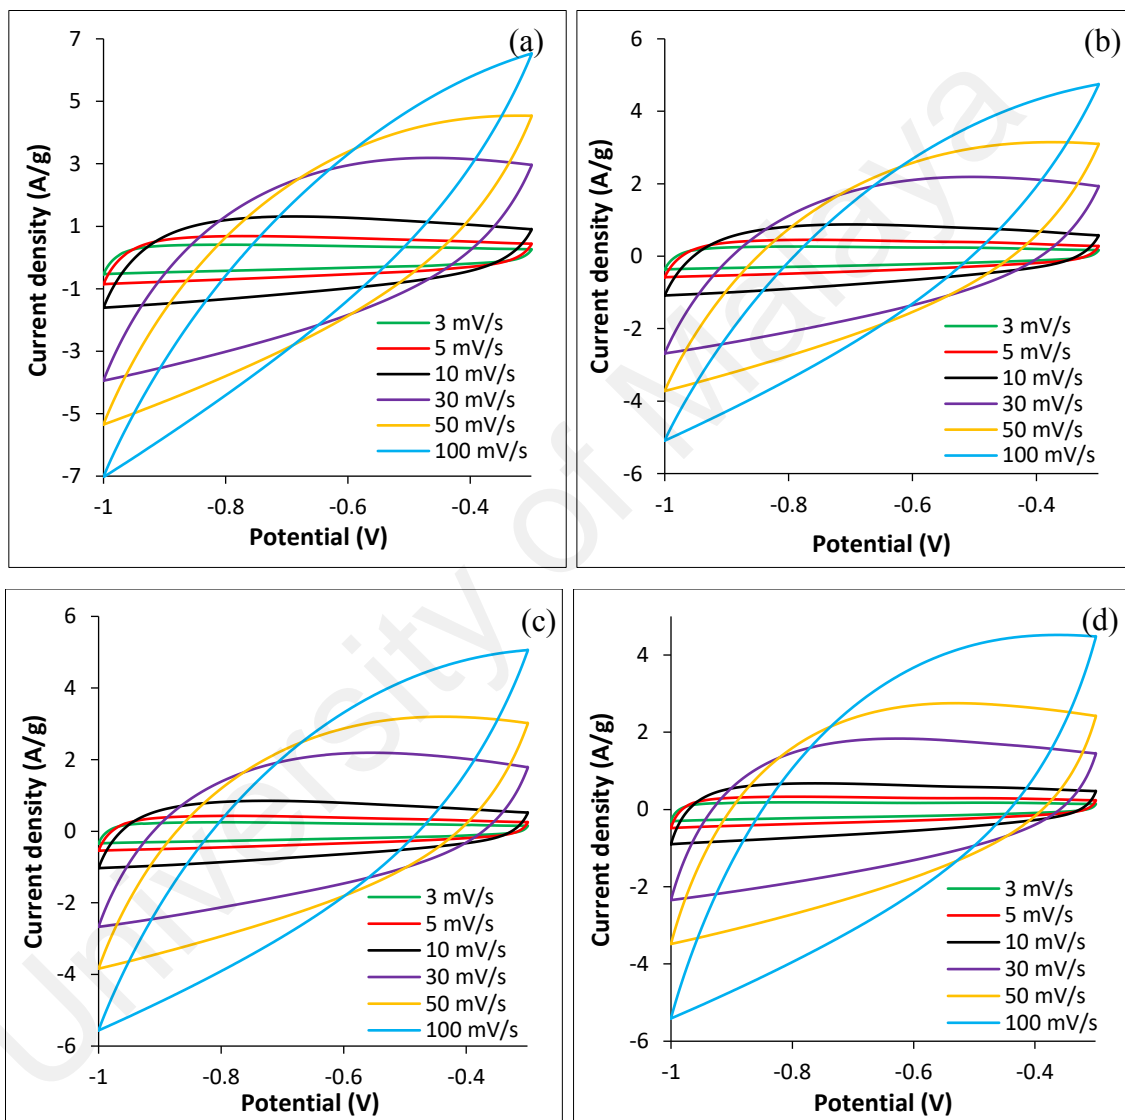 (a)
7
5
3
1
-1
-3
-5
-7
-1
-0.8
-0.6
-0.4
Current density (A/g)
Potential (V)
3 mV/s
5 mV/s
10 mV/s
30 mV/s
50 mV/s
100 mV/s
(b)
6
4
2
0
-2
-4
-6
-1
-0.8
-0.6
-0.4
Current density (A/g)
Potential (V)
3 mV/s
5 mV/s
10 mV/s
30 mV/s
50 mV/s
100 mV/s
(c)
6
4
2
0
-2
-4
-6
-1
-0.8
-0.6
-0.4
Current density (A/g)
Potential (V)
3 mV/s
5 mV/s
10 mV/s
30 mV/s
50 mV/s
100 mV/s
(d)
4
2
0
-2
-4
-6
-1
-0.8
-0.6
-0.4
Current density (A/g)
Potential (V)
3 mV/s
5 mV/s
10 mV/s
30 mV/s
50 mV/s
100 mV/s
University of Malaya